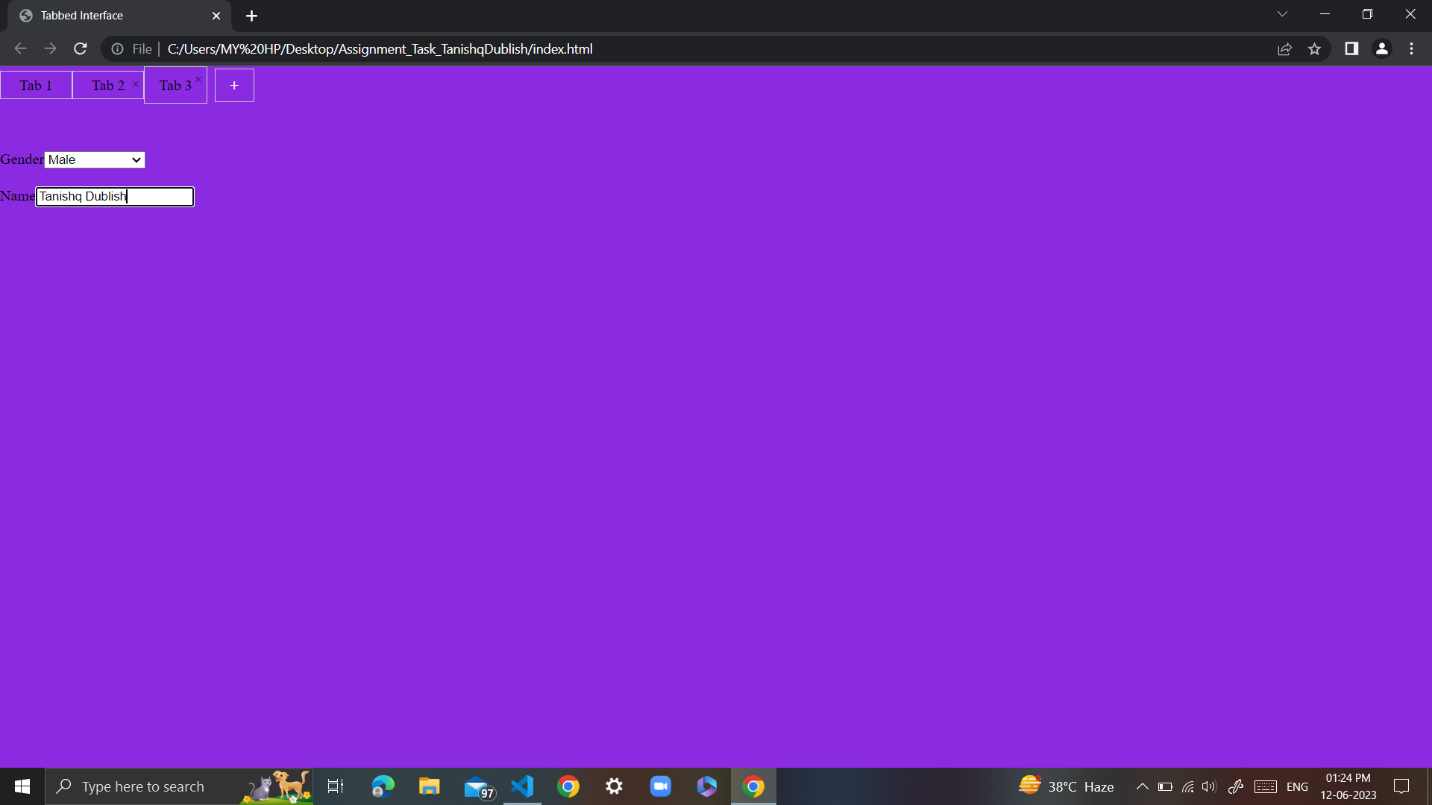 Tabbed Interface
File | C:/Users/MY%20HP/Desktop/Assignment_Task_TanishqDublish/index.html
Tab 1 Tab 2 × Tab 3 × +
Gender Male
Name Tanishq Dublish
Type here to search 97 38°C Haze ENG 01:24 PM
12-06-2023